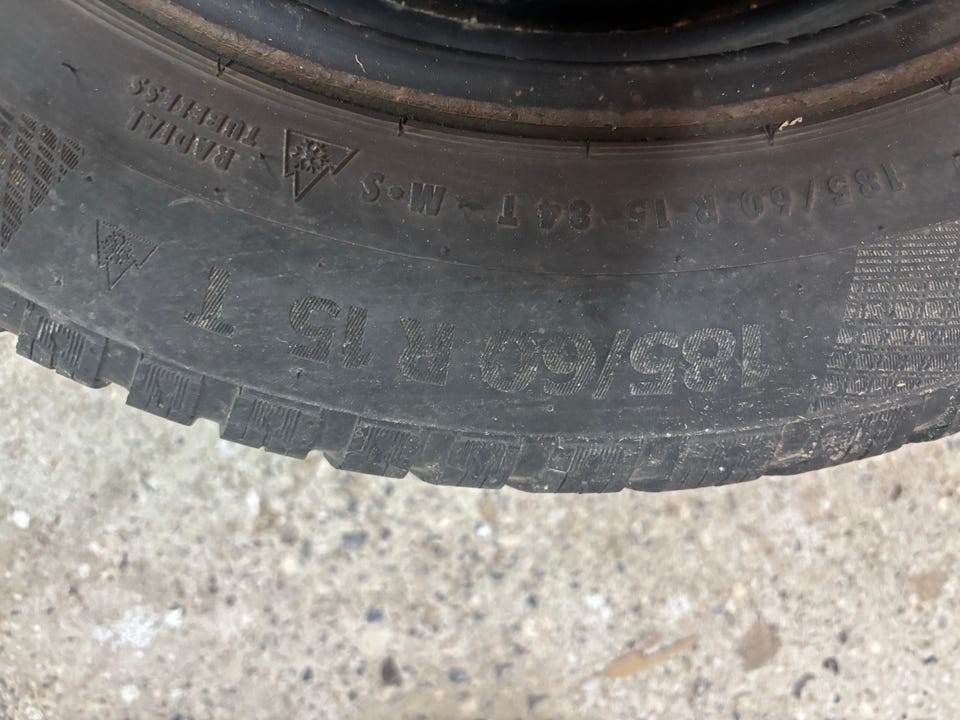 185/60 R 15 T
185/60 R 15 84 T M+S
RADIAL
TUBELESS